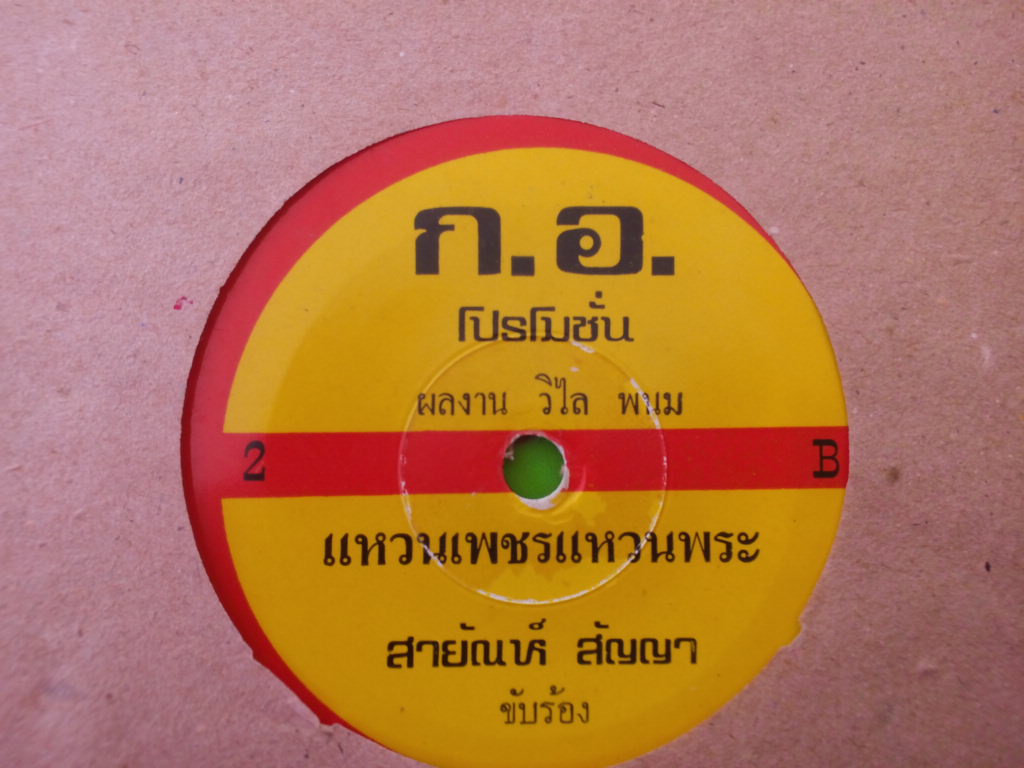 ก.อ.
โปรโมชั่น
ผลงาน วิไล พนม
2 B
แหวนเพชรแหวนพระ
สายัณห์ สัญญา
ขับร้อง